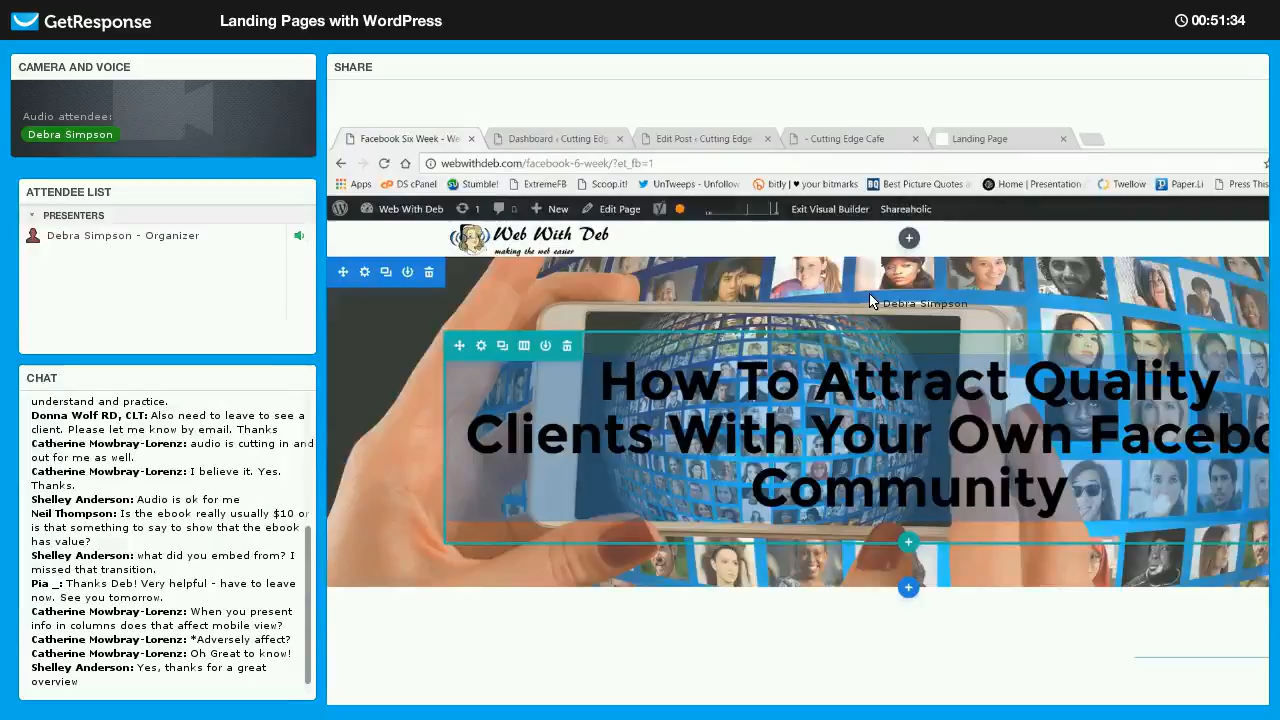 GetResponse
Landing Pages with WordPress
00:51:34
CAMERA AND VOICE
Audio attendee:
Debra Simpson
ATTENDEE LIST
PRESENTERS
Debra Simpson - Organizer
CHAT
understand and practice.
Donna Wolf RD, CLT: Also need to leave to see a
client. Please let me know by email. Thanks
Catherine Mowbray-Lorenz: audio is cutting in and
out for me as well.
Catherine Mowbray-Lorenz: I believe it. Yes.
Thanks.
Shelley Anderson: Audio is ok for me
Neil Thompson: Is the ebook really usually $10 or
is that something to say to show that the ebook
has value?
Shelley Anderson: what did you embed from? I
missed that transition.
Pia _: Thanks Deb! Very helpful - have to leave
now. See you tomorrow.
Catherine Mowbray-Lorenz: When you present
info in columns does that affect mobile view?
Catherine Mowbray-Lorenz: *Adversely affect?
Catherine Mowbray-Lorenz: Oh Great to know!
Shelley Anderson: Yes, thanks for a great
overview
SHARE
Facebook Six Week - We
Dashboard ‹ Cutting Edg
Edit Post ‹ Cutting Edge
- Cutting Edge Cafe
Landing Page
webwithdeb.com/facebook-6-week/?et_fb=1
Apps
DS cPanel
Stumble!
ExtremeFB
Scoop.it!
UnTweeps - Unfollow
bitly | ♥ your bitmarks
BQ Best Picture Quotes
Home | Presentation
Twellow
Paper.Li
Press This
Web With Deb
1
0
New
Edit Page
Exit Visual Builder
Shareaholic
Web With Deb
making the web easier
Debra Simpson
How To Attract Quality
Clients With Your Own Facebo
Community